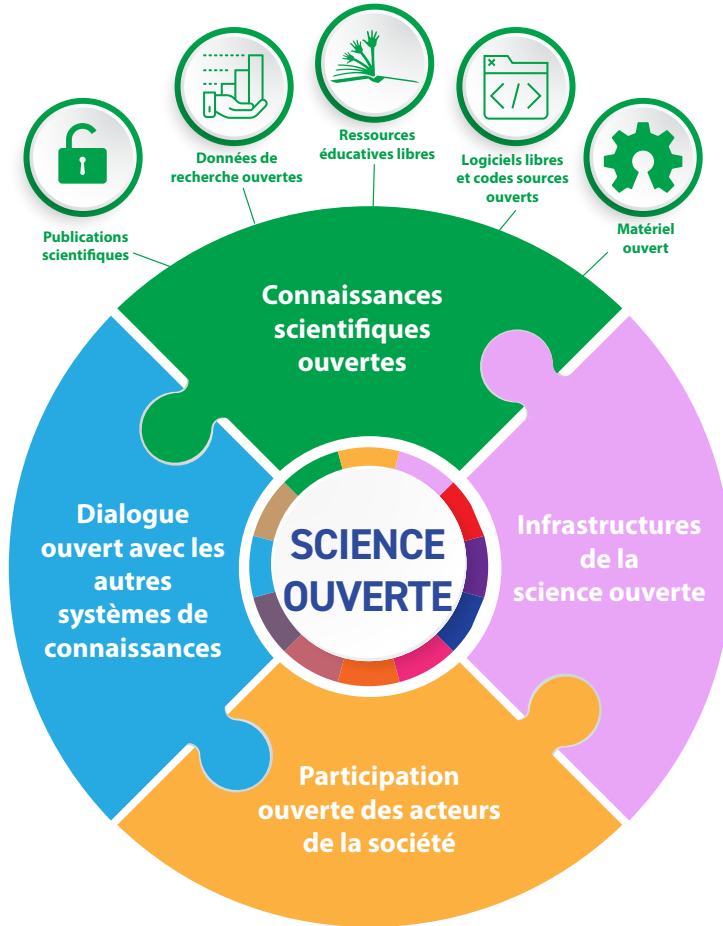 Publications
scientifiques
Données de
recherche ouvertes
Ressources
éducatives libres
Logiciels libres
et codes sources
ouverts
Matériel
ouvert
Connaissances
scientifiques
ouvertes
Dialogue
ouvert avec les
autres
systèmes de
connaissances
SCIENCE
OUVERTE
Infrastructures
de la
science ouverte
Participation
ouverte des acteurs
de la société